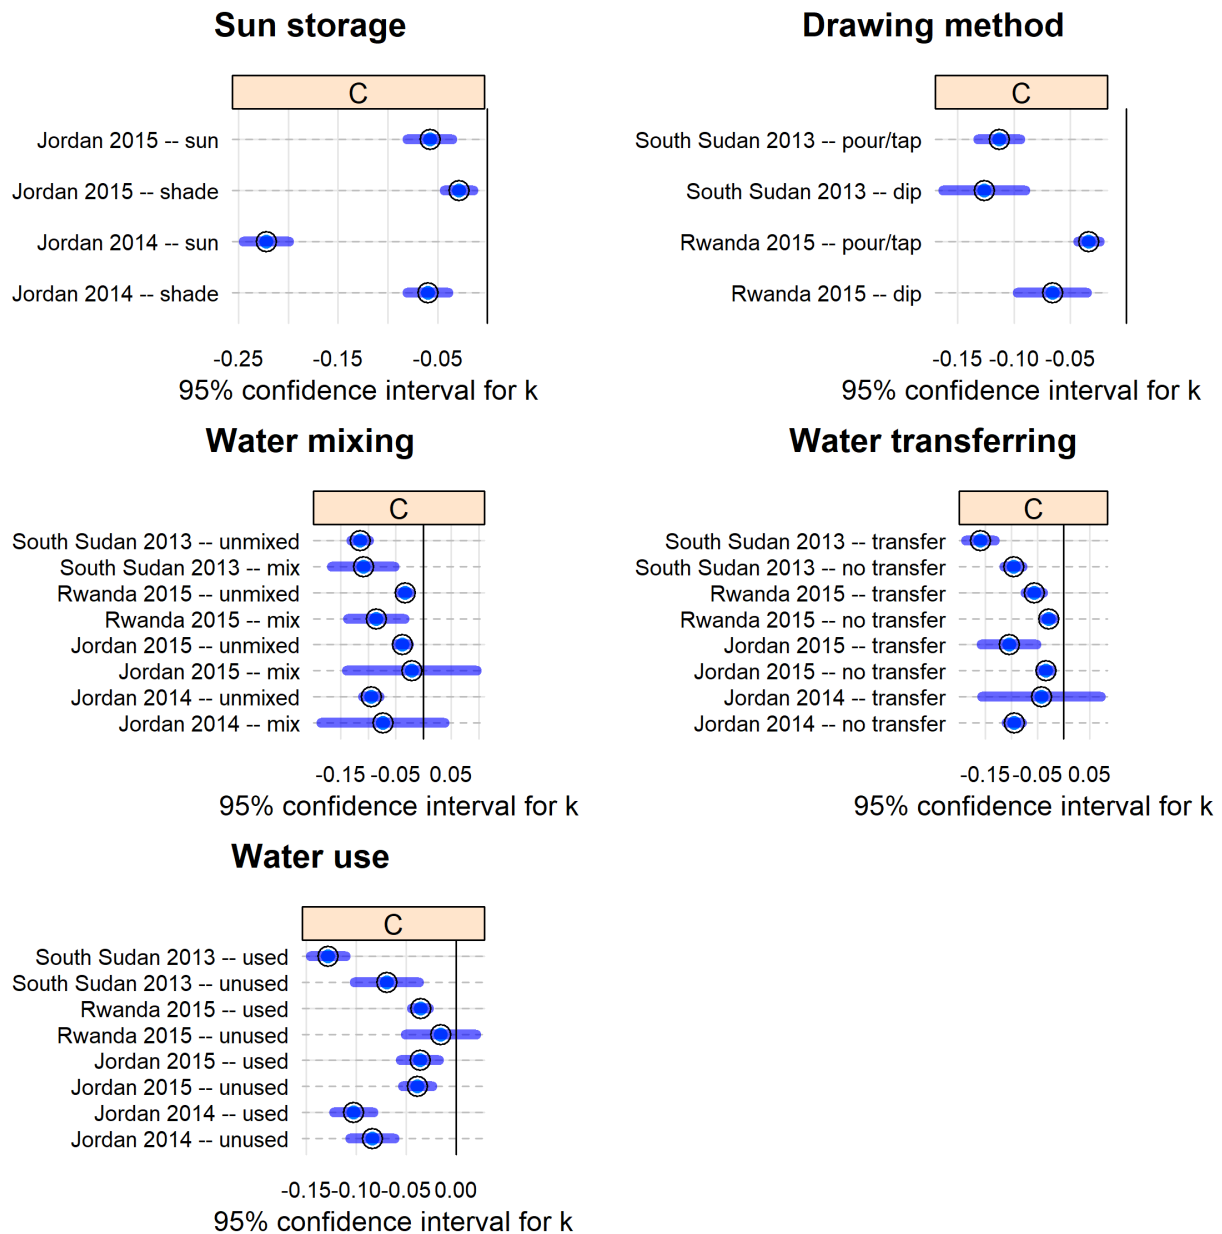 Sun storage
C
Jordan 2015 -- sun
Jordan 2015 -- shade
Jordan 2014 -- sun
Jordan 2014 -- shade
-0.25 -0.15 -0.05
95% confidence interval for k
Drawing method
C
South Sudan 2013 -- pour/tap
South Sudan 2013 -- dip
Rwanda 2015 -- pour/tap
Rwanda 2015 -- dip
-0.15 -0.10 -0.05
95% confidence interval for k
Water mixing
C
South Sudan 2013 -- unmixed
South Sudan 2013 -- mix
Rwanda 2015 -- unmixed
Rwanda 2015 -- mix
Jordan 2015 -- unmixed
Jordan 2015 -- mix
Jordan 2014 -- unmixed
Jordan 2014 -- mix
-0.15 -0.05 0.05
95% confidence interval for k
Water transferring
C
South Sudan 2013 -- transfer
South Sudan 2013 -- no transfer
Rwanda 2015 -- transfer
Rwanda 2015 -- no transfer
Jordan 2015 -- transfer
Jordan 2015 -- no transfer
Jordan 2014 -- transfer
Jordan 2014 -- no transfer
-0.15 -0.05 0.05
95% confidence interval for k
Water use
C
South Sudan 2013 -- used
South Sudan 2013 -- unused
Rwanda 2015 -- used
Rwanda 2015 -- unused
Jordan 2015 -- used
Jordan 2015 -- unused
Jordan 2014 -- used
Jordan 2014 -- unused
-0.15 -0.10 -0.05 0.00
95% confidence interval for k